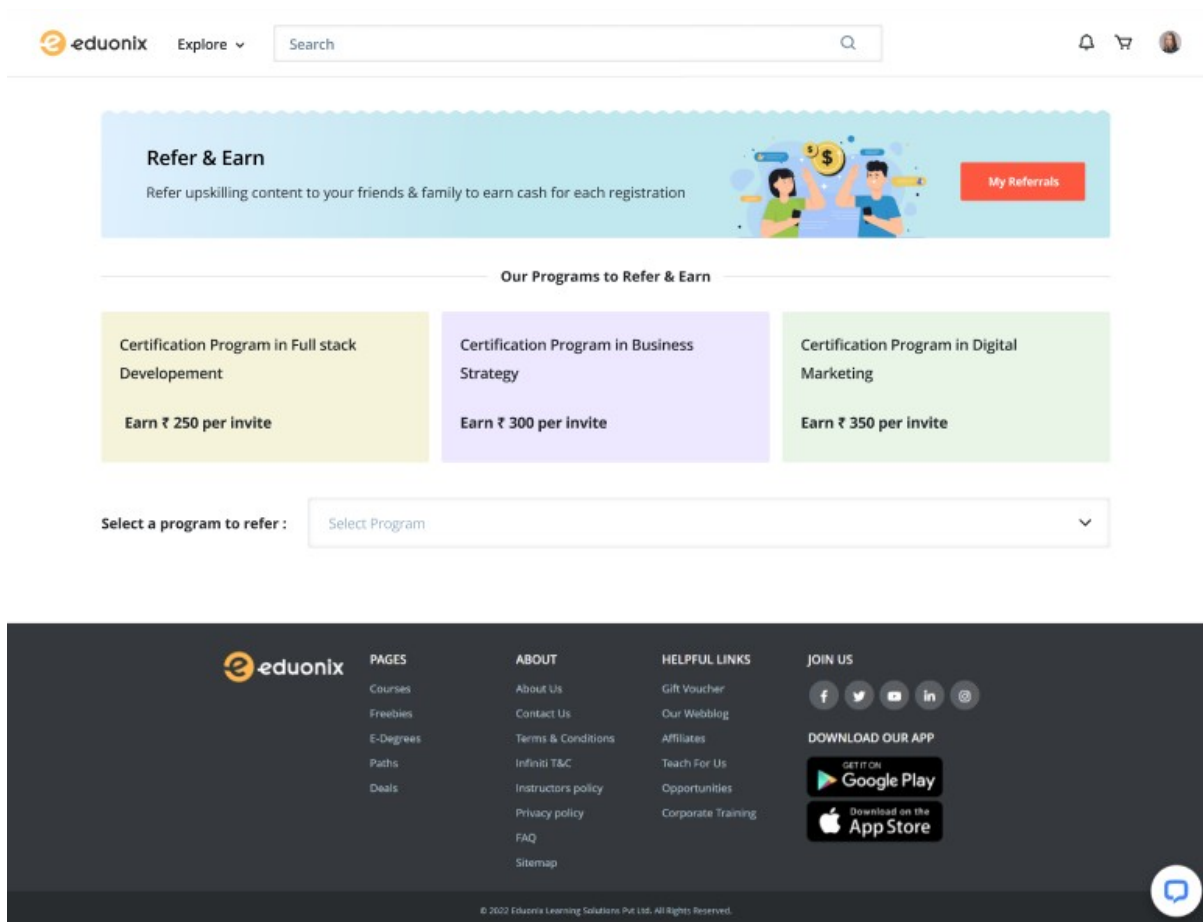 eduonix
Explore
Search
Refer & Earn
Refer upskilling content to your friends & family to earn cash for each registration
My Referrals
Our Programs to Refer & Earn
Certification Program in Full stack
Developement
Earn ₹ 250 per invite
Certification Program in Business
Strategy
Earn ₹ 300 per invite
Certification Program in Digital
Marketing
Earn ₹ 350 per invite
Select a program to refer :
Select Program
eduonix
PAGES
Courses
Freebies
E-Degrees
Paths
Deals
ABOUT
About Us
Contact Us
Terms & Conditions
Infiniti T&C
Instructors policy
Privacy policy
FAQ
Sitemap
HELPFUL LINKS
Gift Voucher
Our Webblog
Affiliates
Teach For Us
Opportunities
Corporate Training
JOIN US
DOWNLOAD OUR APP
GET IT ON
Google Play
Download on the
App Store
© 2022 Eduonix Learning Solutions Pvt Ltd. All Rights Reserved.